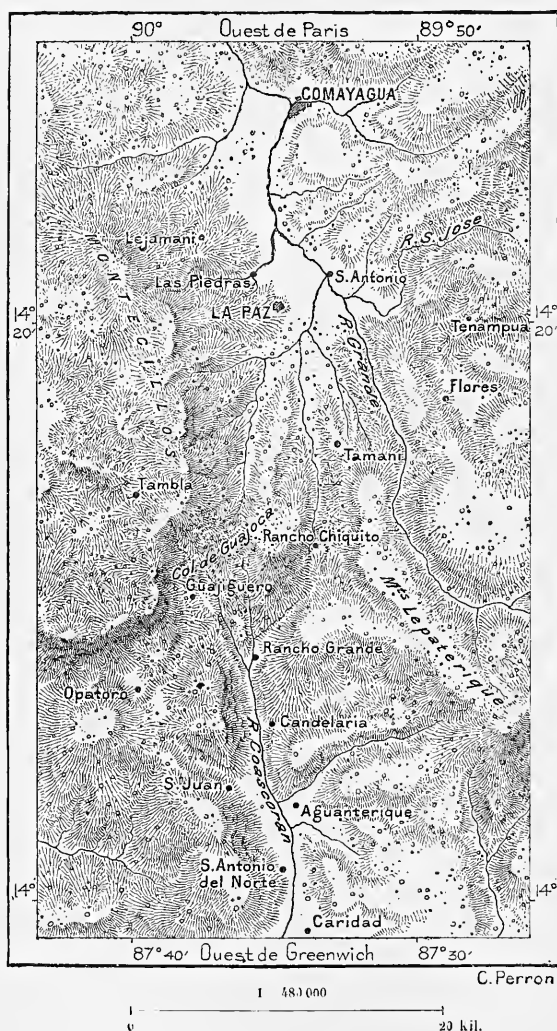 90° Ouest de Paris 89°50'
COMAYAGUA
R. S. JOSE
Lejamani
MONTECILLOS
Las Piedras
S. Antonio
LA PAZ
14° 20'
14° 20'
Tenampua
R. Grande
Flores
Tamani
Tambla
Col de Guajoca
Rancho Chiquito
Guajiguero
Mts Lepaterique
Rancho Grande
Opatoro
Candelaria
R. Coascoran
S. Juan
Aguanterique
S. Antonio
del Norte
14°
14°
Caridad
87°40' Ouest de Greenwich 87°30'
C. Perron
1 480 000
0 20 kil.